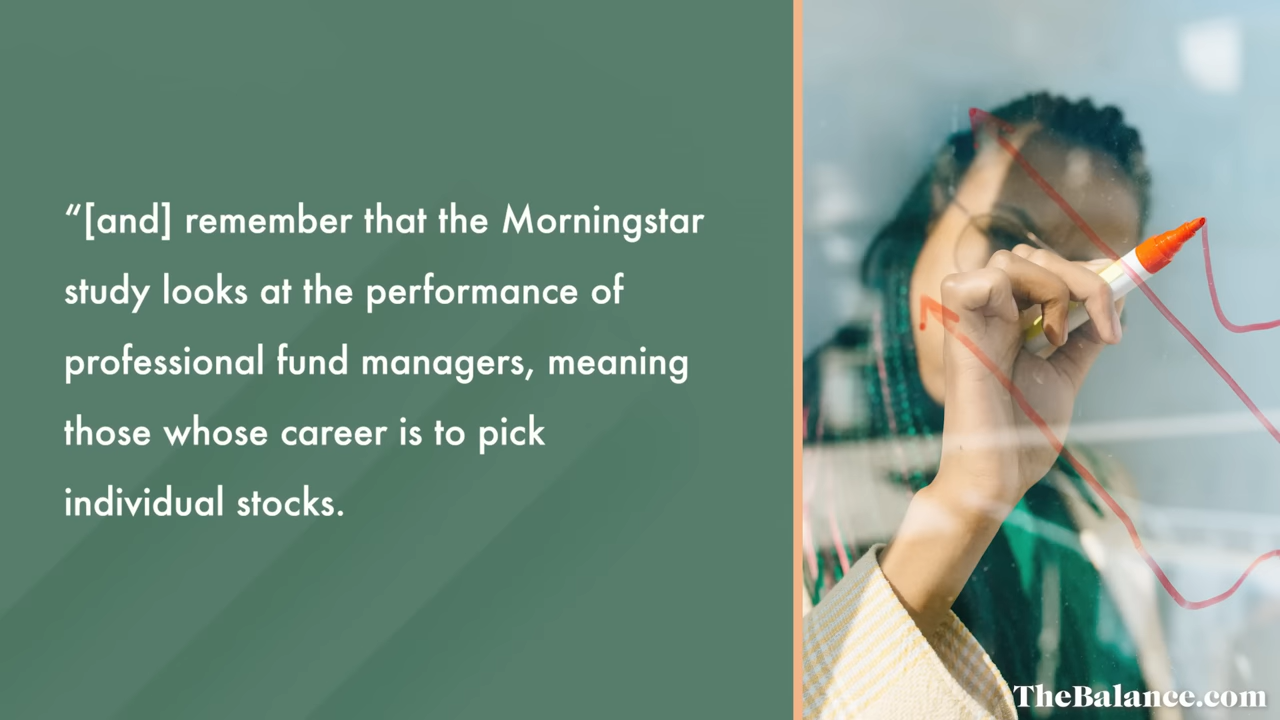 “[and] remember that the Morningstar
study looks at the performance of
professional fund managers, meaning
those whose career is to pick
individual stocks.
TheBalance.com